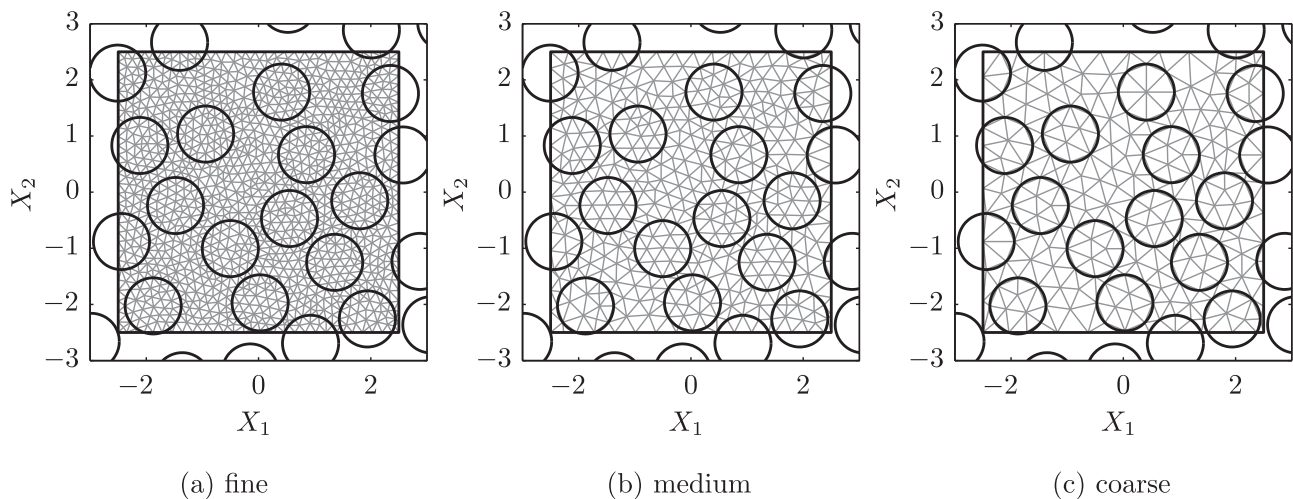 3 3 3
2 2 2
1 1 1
X₂ 0 X₂ 0 X₂ 0
−1 −1 −1
−2 −2 −2
−3 −3 −3
−2 0 2 −2 0 2 −2 0 2
X₁ X₁ X₁
(a) fine (b) medium (c) coarse